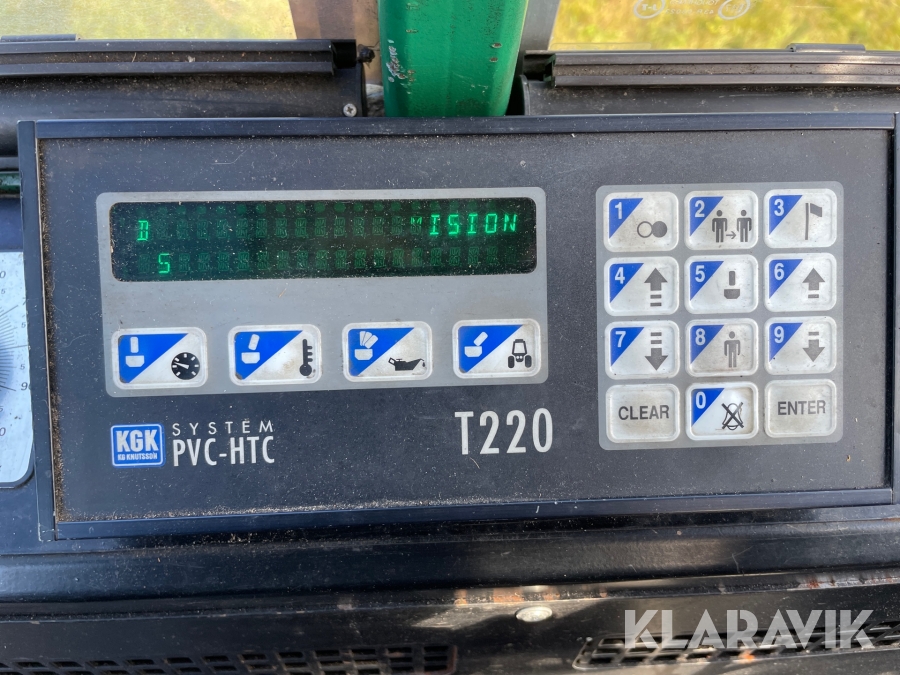 B MISION
S
1 2 3
4 5 6
7 8 9
CLEAR 0 ENTER
KGK
KG KNUTSSON
SYSTEM
PVC-HTC
T220
KLARAVIK